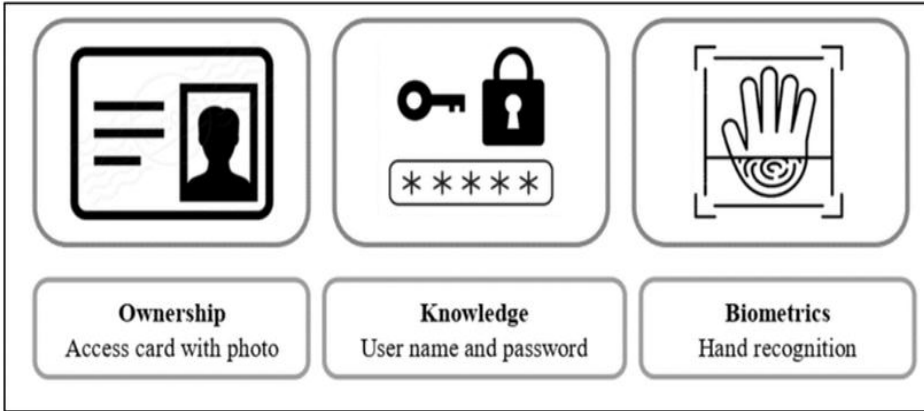 *****
Ownership
Access card with photo
Knowledge
User name and password
Biometrics
Hand recognition